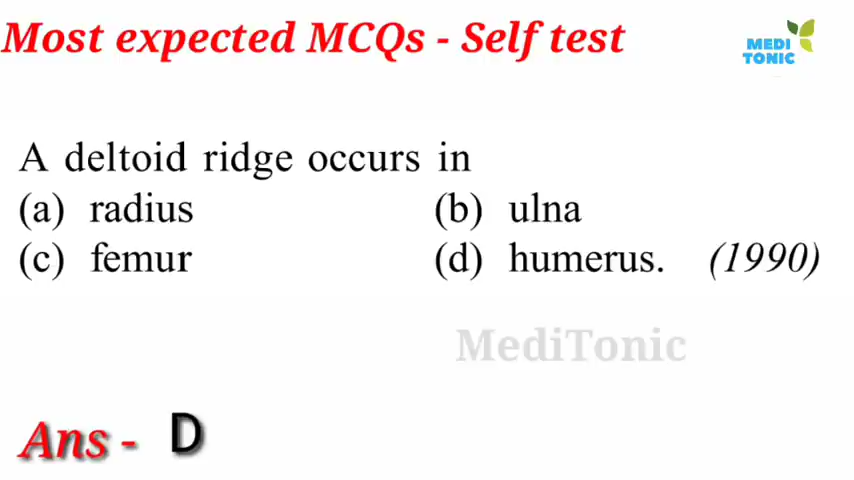 Most expected MCQs - Self test
MEDI
TONIC
A deltoid ridge occurs in
(a) radius (b) ulna
(c) femur (d) humerus. (1990)
MediTonic
Ans - D